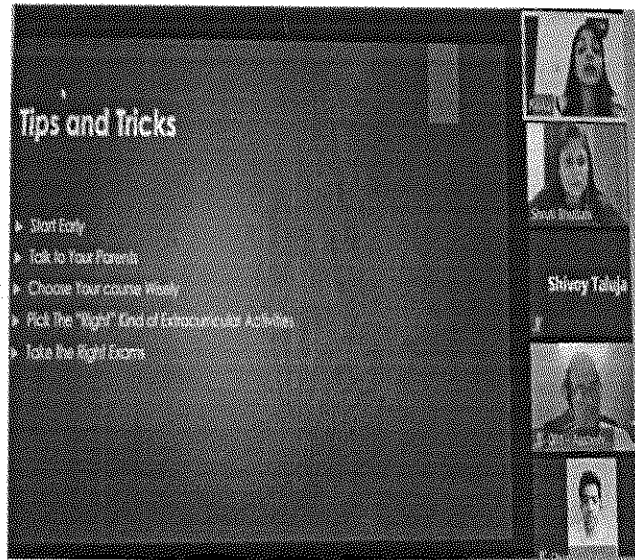 Tips and Tricks
Start Early
Talk to Your Parents
Choose Your course Wisely
Pick The "Right" Kind of Extracurricular Activities
Take the Right Exams
Shivoy Taluja